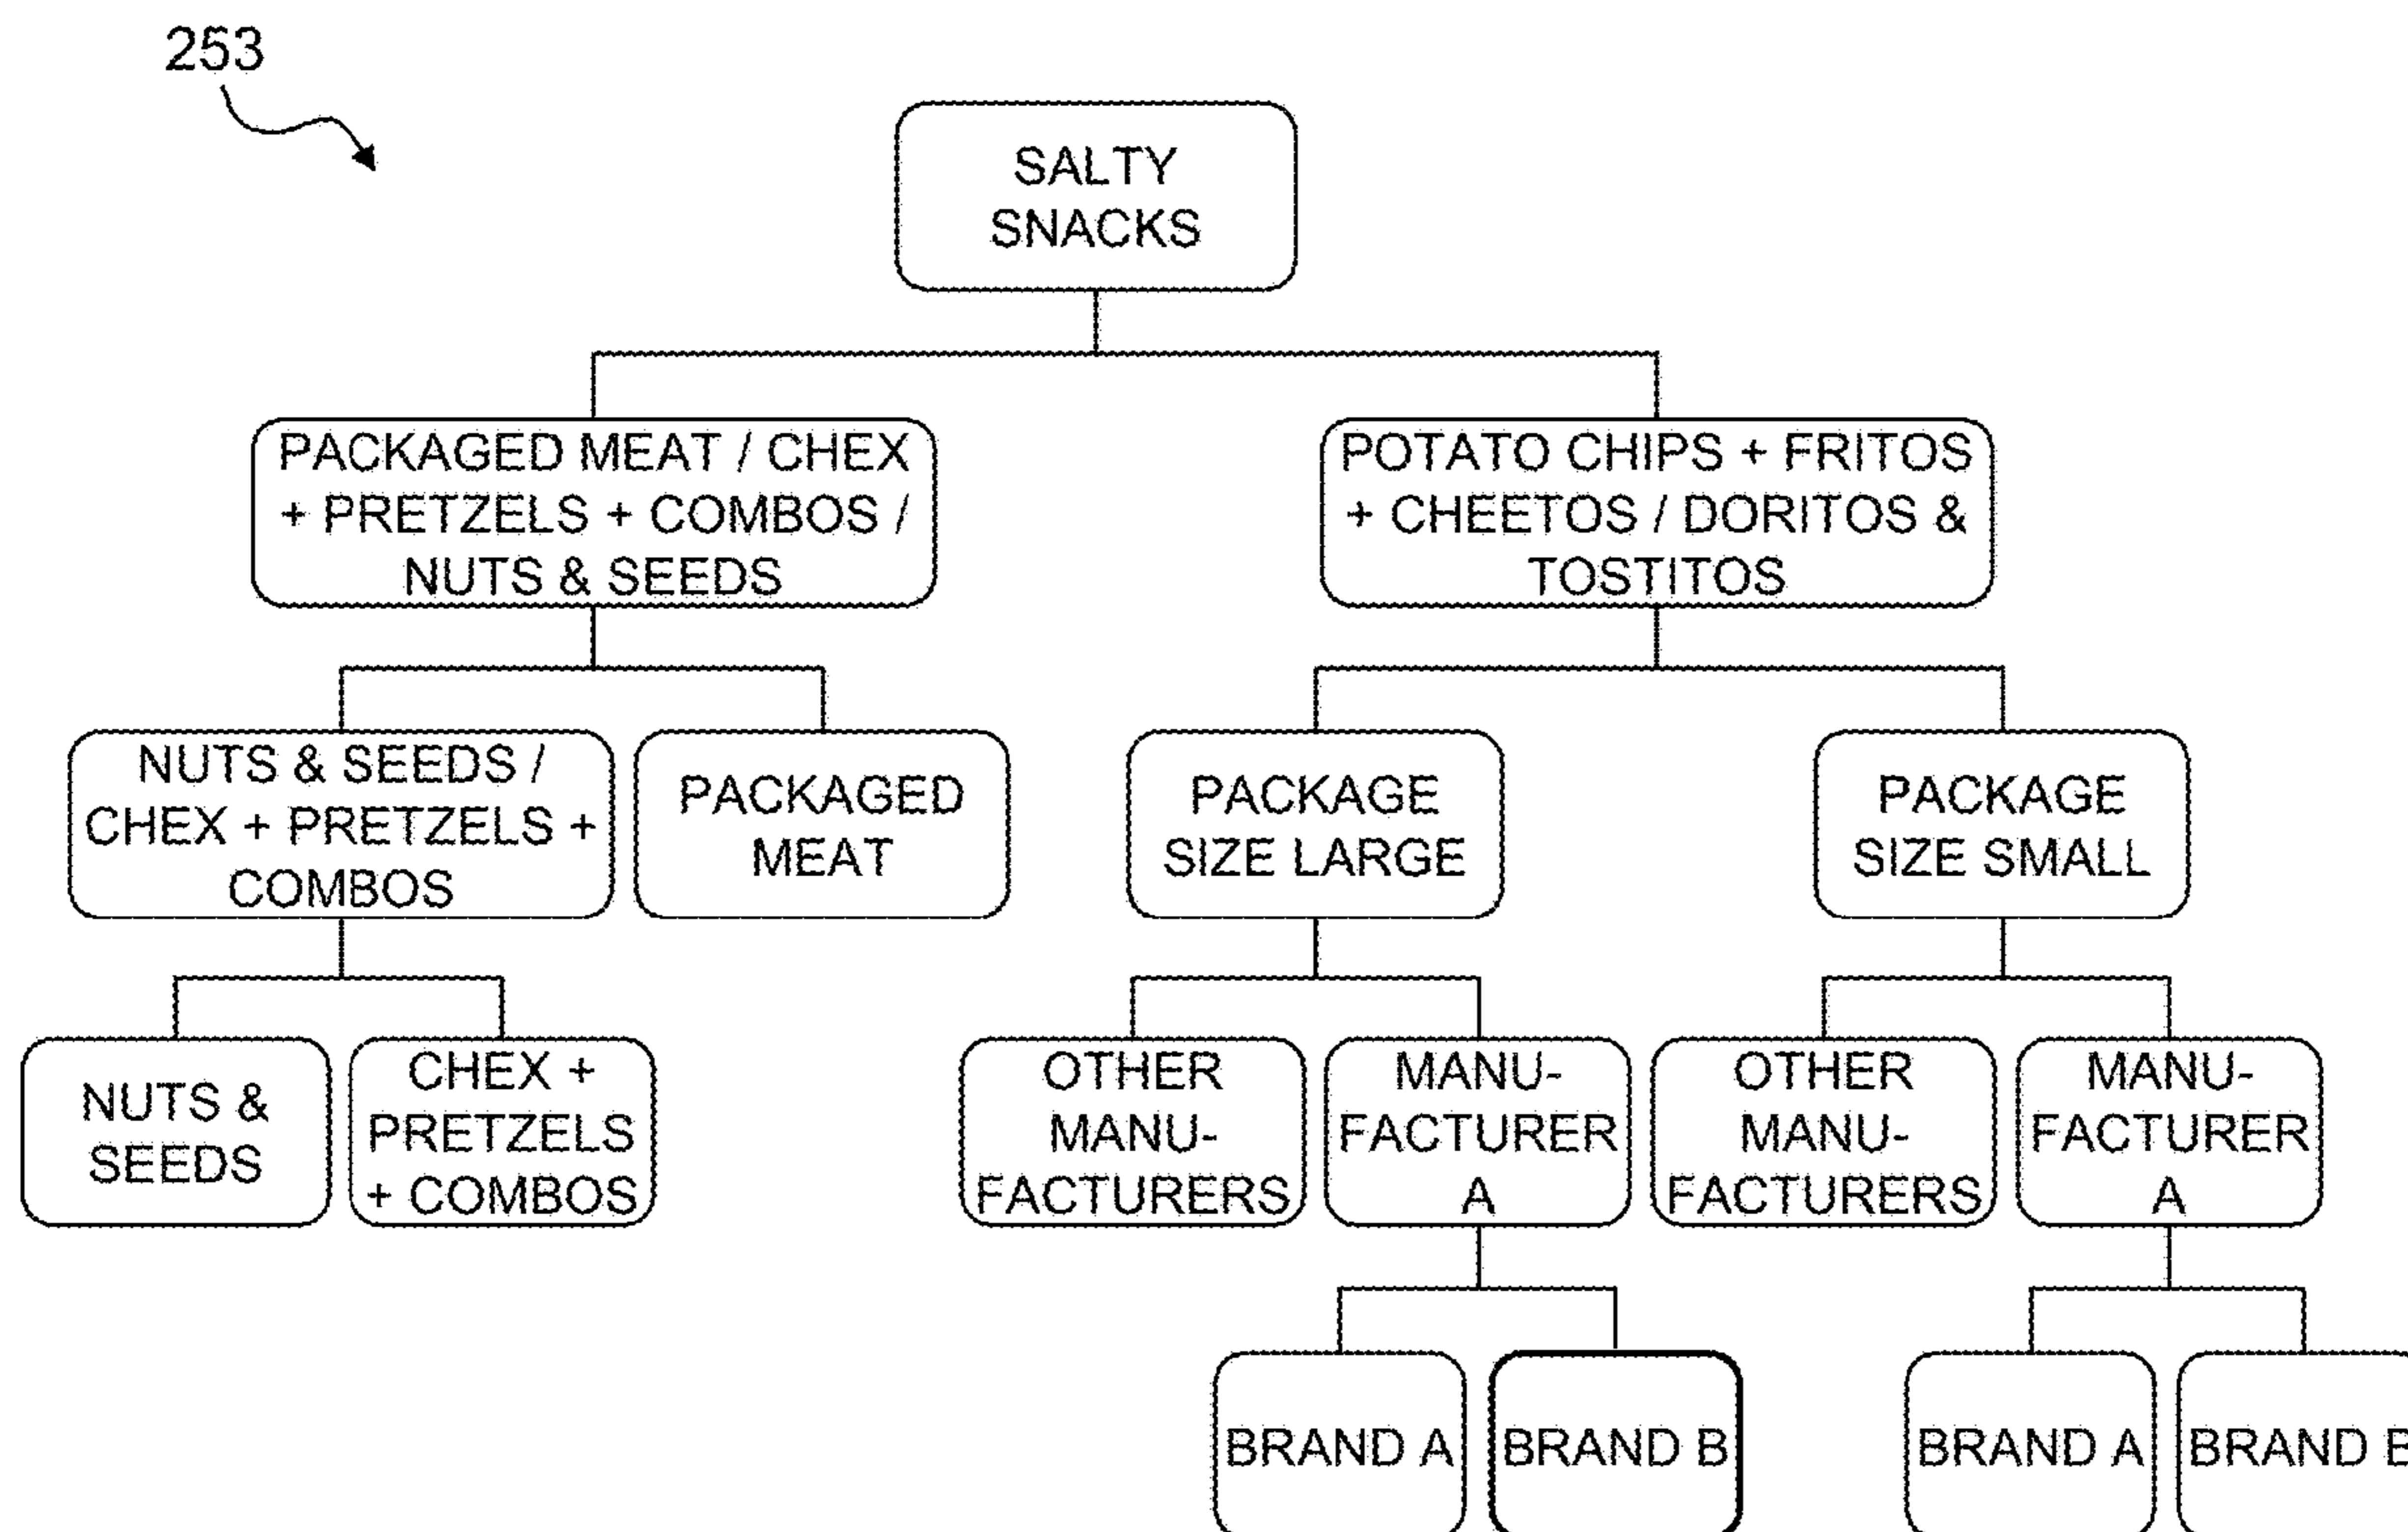 253
SALTY
SNACKS
PACKAGED MEAT / CHEX
+ PRETZELS + COMBOS /
NUTS & SEEDS
POTATO CHIPS + FRITOS
+ CHEETOS / DORITOS &
TOSTITOS
NUTS & SEEDS /
CHEX + PRETZELS +
COMBOS
PACKAGED
MEAT
PACKAGE
SIZE LARGE
PACKAGE
SIZE SMALL
NUTS &
SEEDS
CHEX +
PRETZELS
+ COMBOS
OTHER
MANU-
FACTURERS
MANU-
FACTURER
A
OTHER
MANU-
FACTURERS
MANU-
FACTURER
A
BRAND A
BRAND B
BRAND A
BRAND B